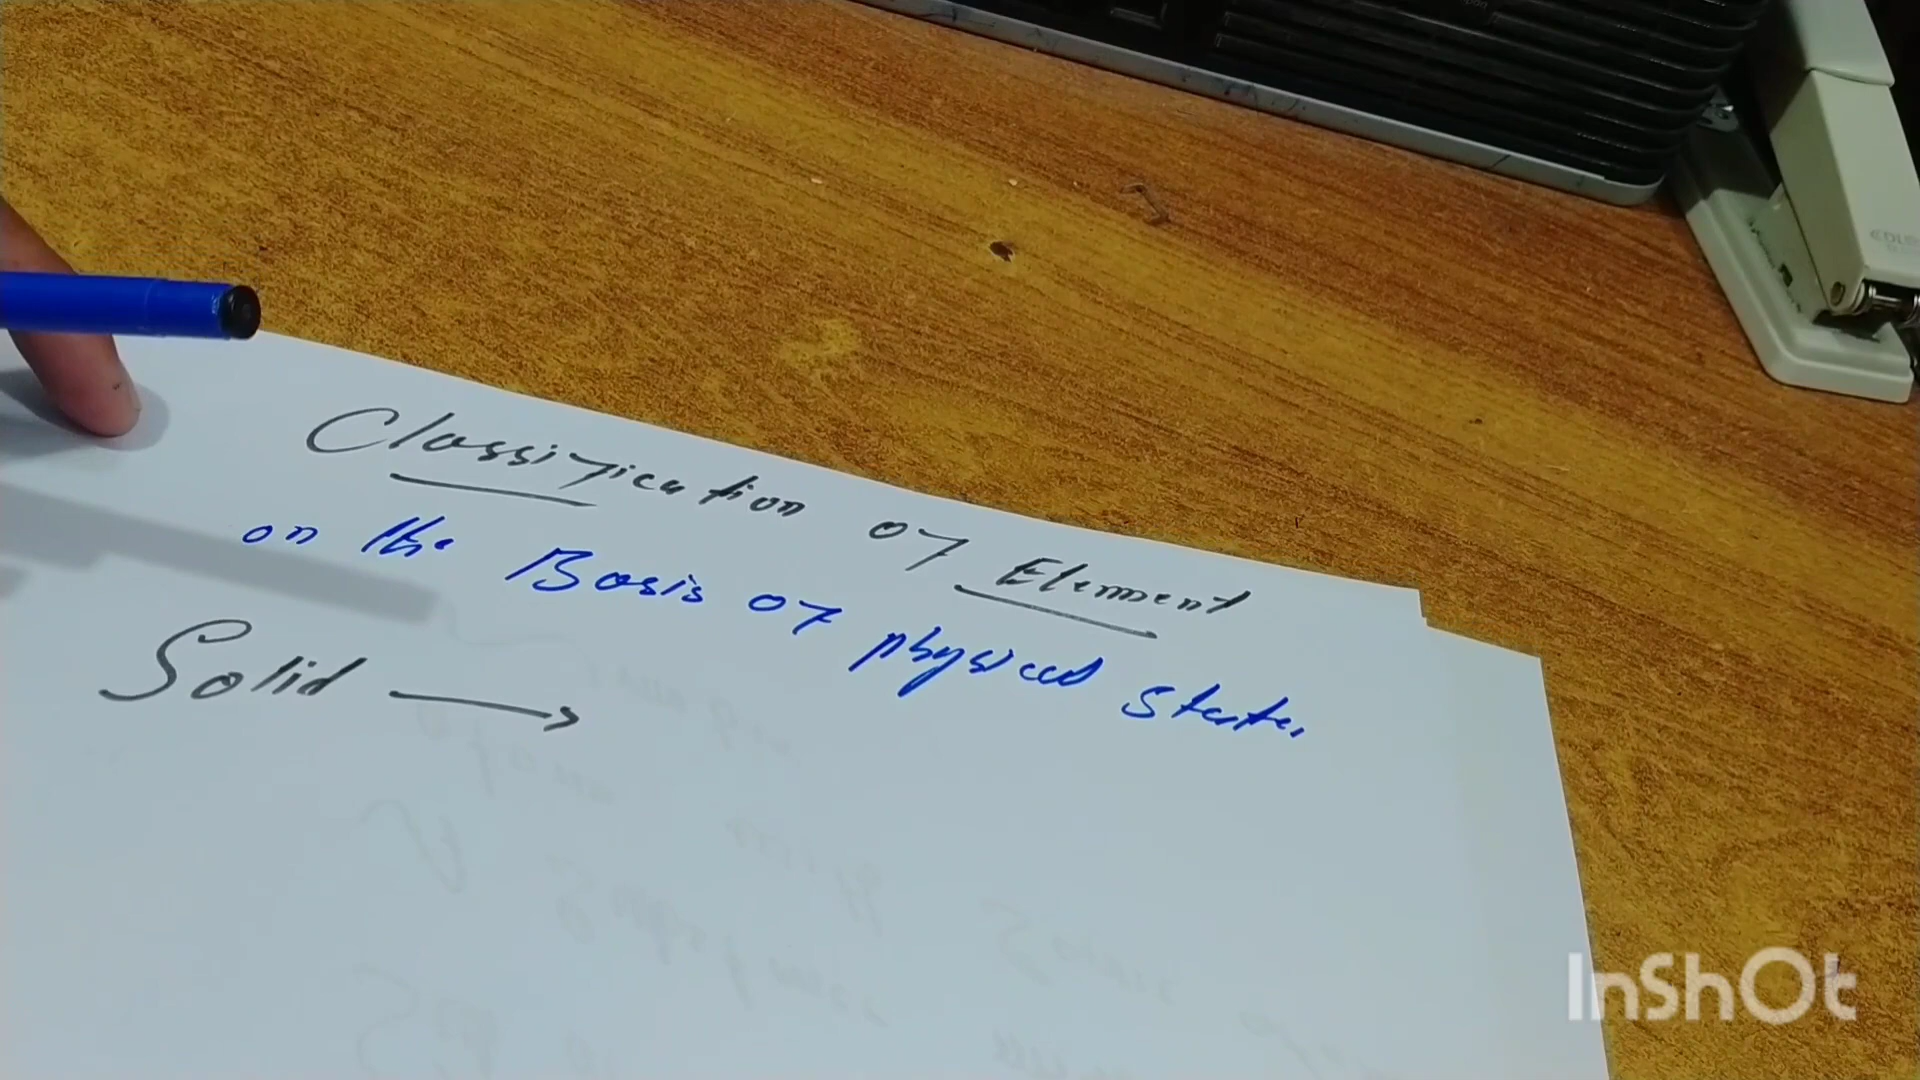 Classification of Element
on the Basis of physical state.
Solid →
InShOt